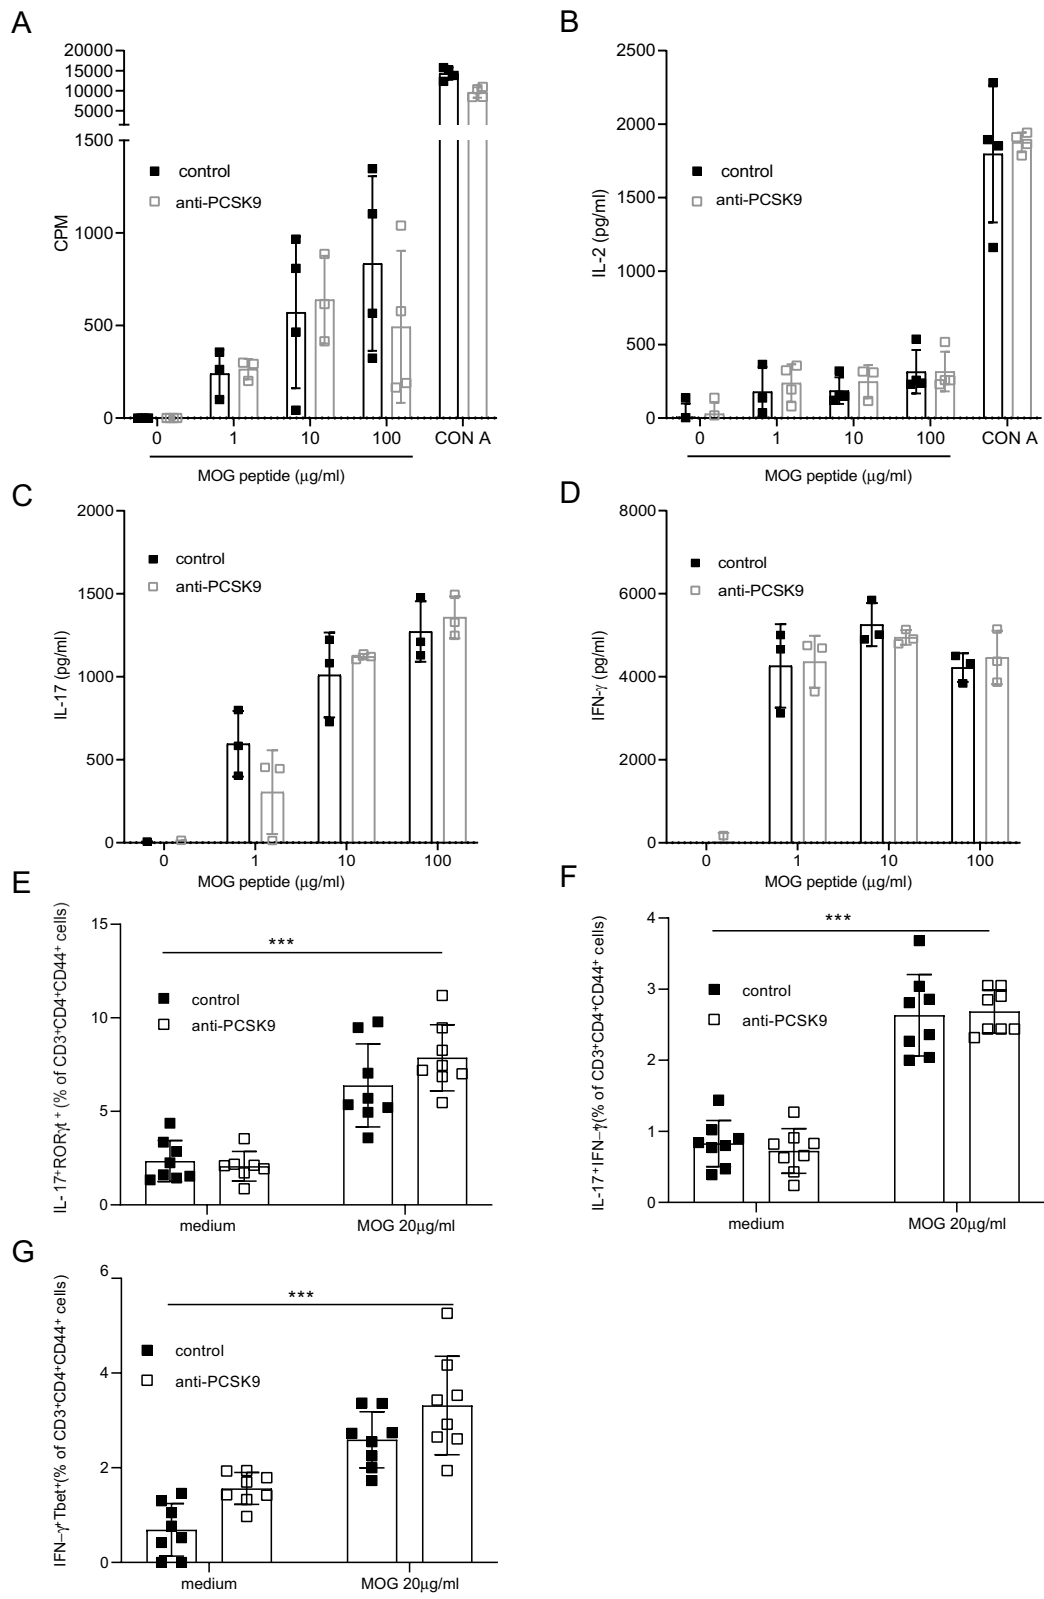 A
20000
15000
10000
5000
1500
1000
500
0
CPM
control
anti-PCSK9
0 1 10 100 CON A
MOG peptide (μg/ml)
B
2500
2000
1500
1000
500
0
IL-2 (pg/ml)
control
anti-PCSK9
0 1 10 100 CON A
MOG peptide (μg/ml)
C
2000
1500
1000
500
0
IL-17 (pg/ml)
control
anti-PCSK9
0 1 10 100
MOG peptide (μg/ml)
D
8000
6000
4000
2000
0
IFN-γ (pg/ml)
control
anti-PCSK9
0 1 10 100
MOG peptide (μg/ml)
E
15
10
5
0
IL-17⁺RORγt⁺ (% of CD3⁺CD4⁺CD44⁺ cells)
***
control
anti-PCSK9
medium MOG 20μg/ml
F
4
3
2
1
0
IL-17⁺IFN-γ(% of CD3⁺CD4⁺CD44⁺ cells)
***
control
anti-PCSK9
medium MOG 20μg/ml
G
6
4
2
0
IFN-γ⁺Tbet⁺(% of CD3⁺CD4⁺CD44⁺ cells)
***
control
anti-PCSK9
medium MOG 20μg/ml